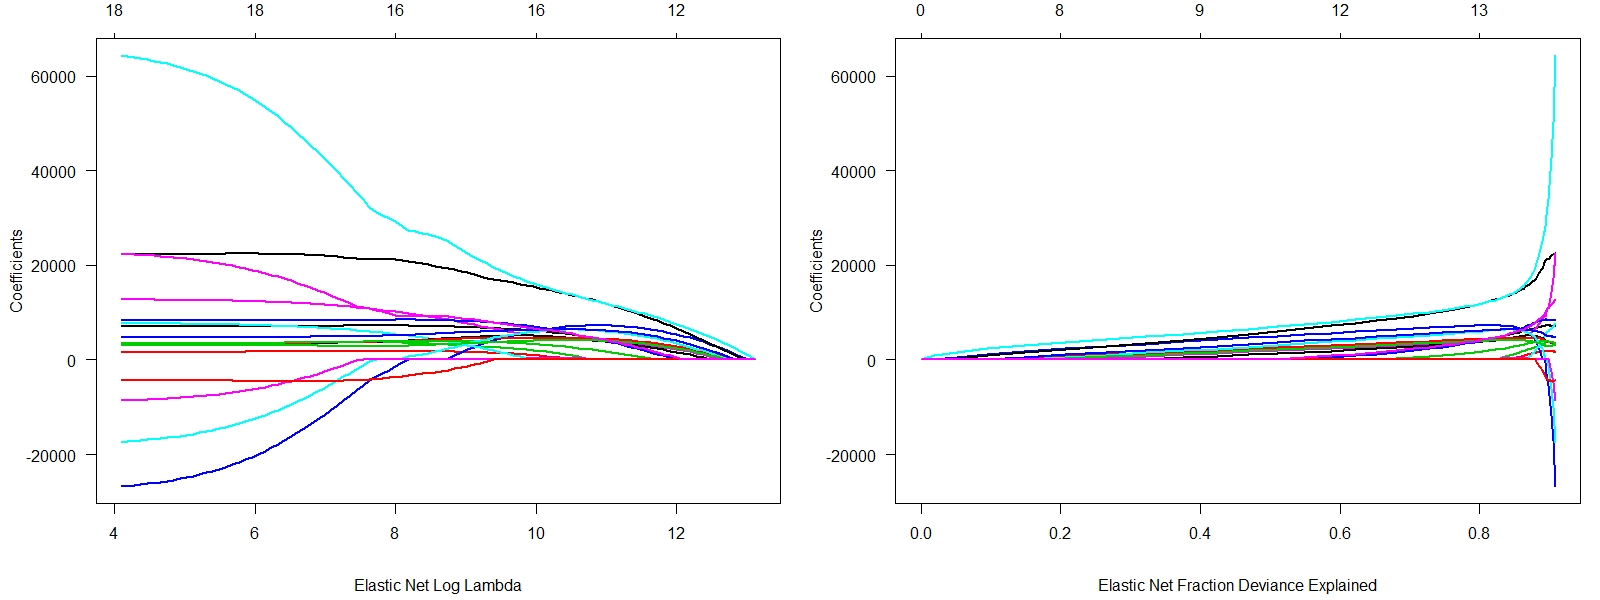 18 18 16 16 12
60000
40000
20000
0
-20000
Coefficients
4 6 8 10 12
Elastic Net Log Lambda
0 8 9 12 13
60000
40000
20000
0
-20000
Coefficients
0.0 0.2 0.4 0.6 0.8
Elastic Net Fraction Deviance Explained